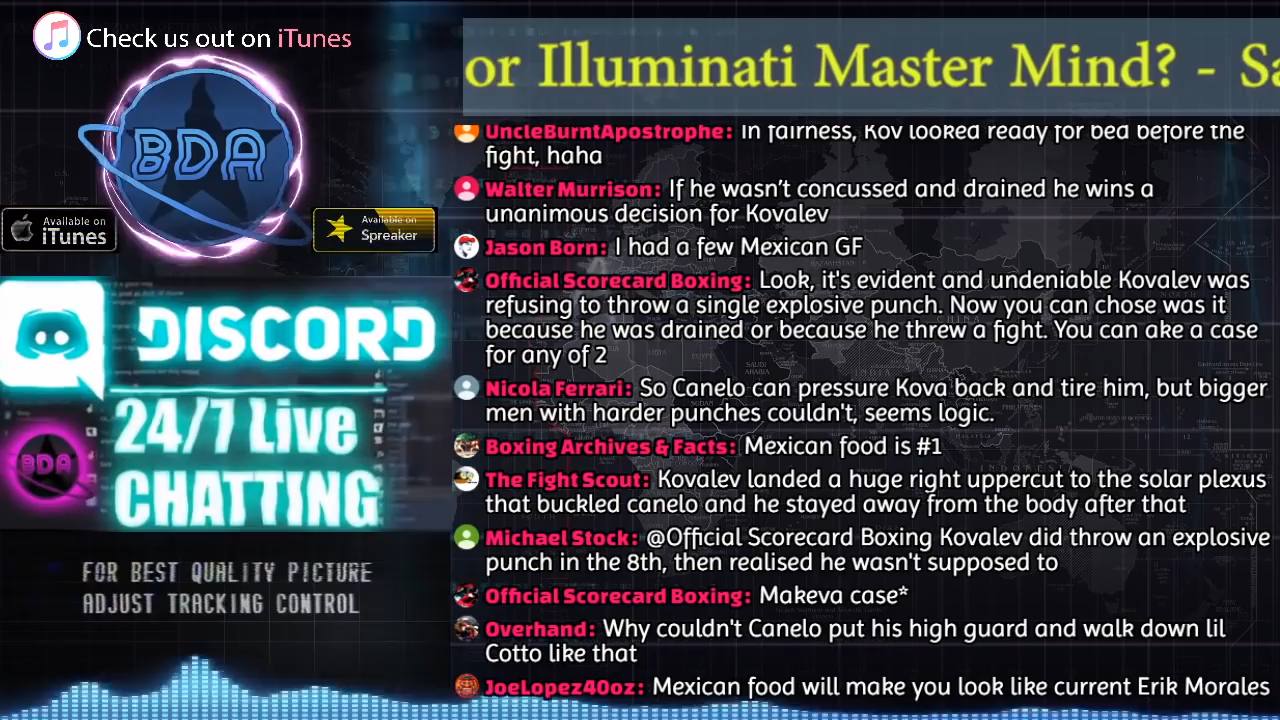 Check us out on iTunes
BDA
Available on
iTunes
Available on
Spreaker
DISCORD
24/7 Live
CHATTING
BDA
FOR BEST QUALITY PICTURE
ADJUST TRACKING CONTROL
or Illuminati Master Mind? - Sa
UncleBurntApostrophe: In fairness, Kov looked ready for bed before the
fight, haha
Walter Murrison: If he wasn't concussed and drained he wins a
unanimous decision for Kovalev
Jason Born: I had a few Mexican GF
Official Scorecard Boxing: Look, it's evident and undeniable Kovalev was
refusing to throw a single explosive punch. Now you can chose was it
because he was drained or because he threw a fight. You can ake a case
for any of 2
Nicola Ferrari: So Canelo can pressure Kova back and tire him, but bigger
men with harder punches couldn't, seems logic.
Boxing Archives & Facts: Mexican food is #1
The Fight Scout: Kovalev landed a huge right uppercut to the solar plexus
that buckled canelo and he stayed away from the body after that
Michael Stock: @Official Scorecard Boxing Kovalev did throw an explosive
punch in the 8th, then realised he wasn't supposed to
Official Scorecard Boxing: Makeva case*
Overhand: Why couldn't Canelo put his high guard and walk down lil
Cotto like that
JoeLopez40oz: Mexican food will make you look like current Erik Morales